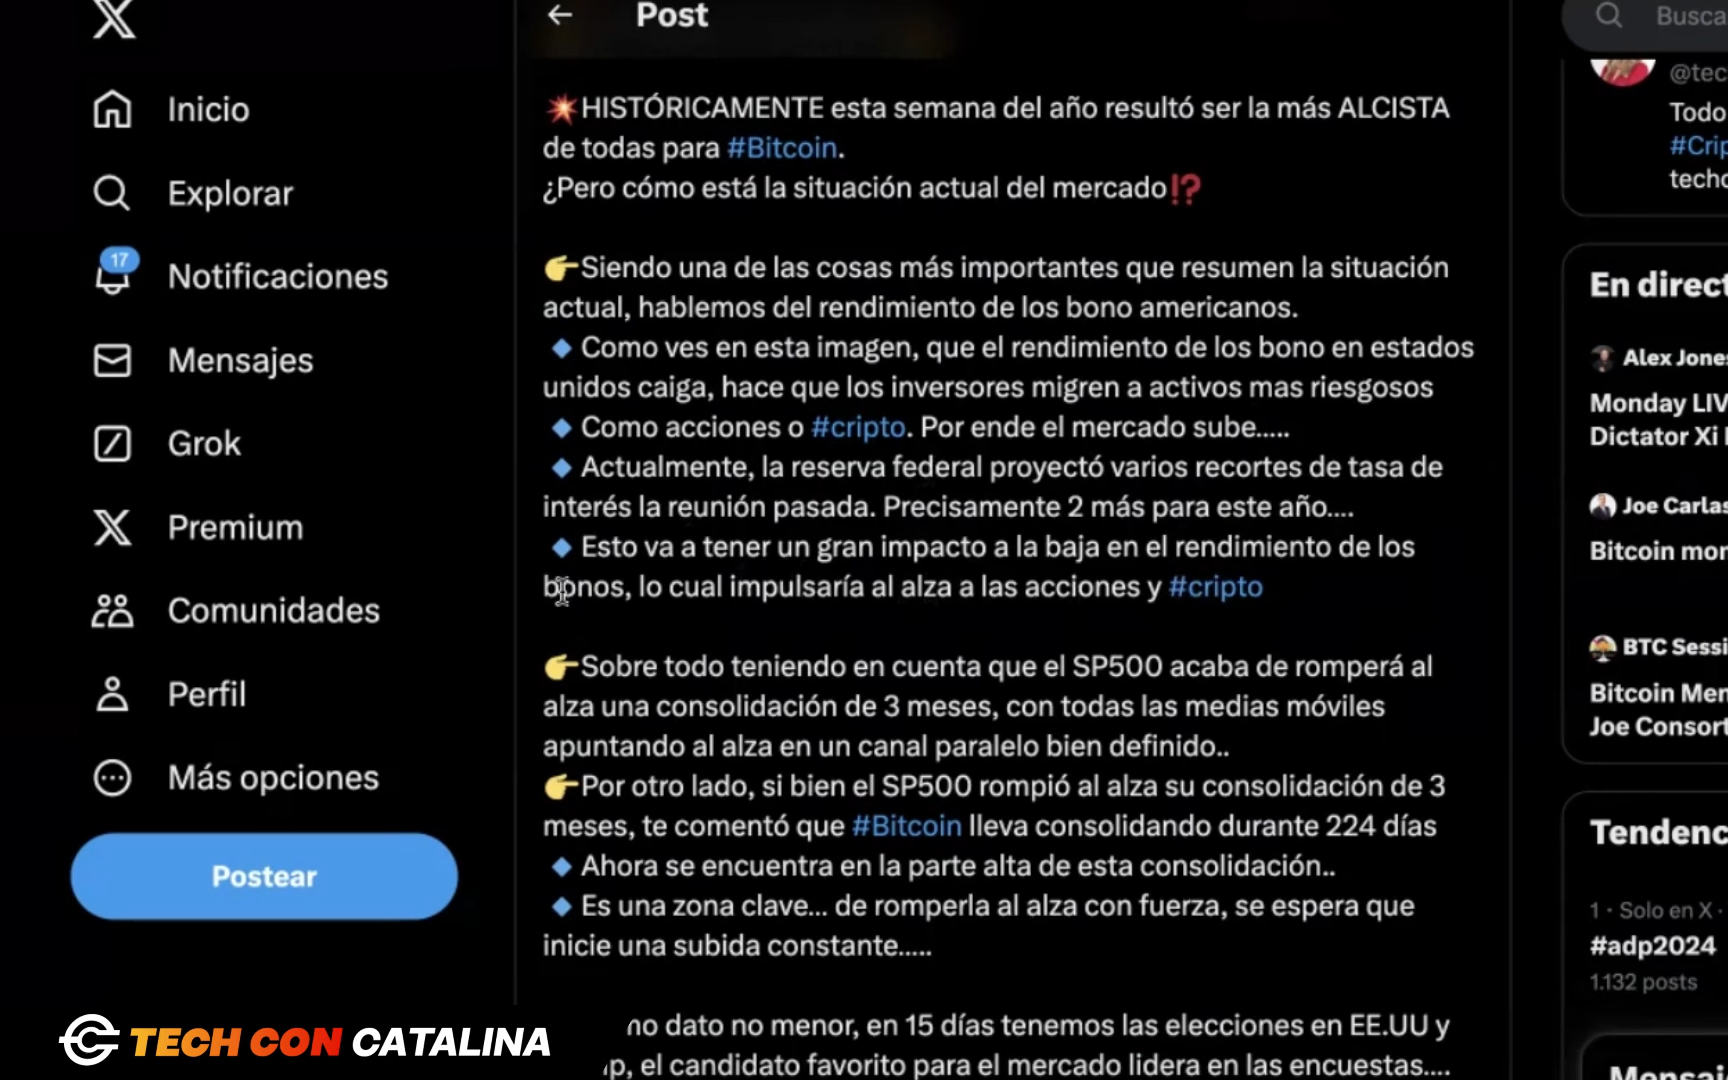 Post
Busca
Inicio
Explorar
17
Notificaciones
Mensajes
Grok
Premium
Comunidades
Perfil
Más opciones
Postear
💥HISTÓRICAMENTE esta semana del año resultó ser la más ALCISTA
de todas para #Bitcoin.
¿Pero cómo está la situación actual del mercado⁉️
👉Siendo una de las cosas más importantes que resumen la situación
actual, hablemos del rendimiento de los bono americanos.
🔹Como ves en esta imagen, que el rendimiento de los bono en estados
unidos caiga, hace que los inversores migren a activos mas riesgosos
🔹Como acciones o #cripto. Por ende el mercado sube.....
🔹Actualmente, la reserva federal proyectó varios recortes de tasa de
interés la reunión pasada. Precisamente 2 más para este año....
🔹Esto va a tener un gran impacto a la baja en el rendimiento de los
bonos, lo cual impulsaría al alza a las acciones y #cripto
👉Sobre todo teniendo en cuenta que el SP500 acaba de romperá al
alza una consolidación de 3 meses, con todas las medias móviles
apuntando al alza en un canal paralelo bien definido..
👉Por otro lado, si bien el SP500 rompió al alza su consolidación de 3
meses, te comentó que #Bitcoin lleva consolidando durante 224 días
🔹Ahora se encuentra en la parte alta de esta consolidación..
🔹Es una zona clave... de romperla al alza con fuerza, se espera que
inicie una subida constante.....
no dato no menor, en 15 días tenemos las elecciones en EE.UU y
p, el candidato favorito para el mercado lidera en las encuestas....
@tec
Todo
#Crip
techo
En direct
Alex Jones
Monday LIV
Dictator Xi
Joe Carlas
Bitcoin mor
BTC Sessi
Bitcoin Men
Joe Consort
Tendenc
1 · Solo en X ·
#adp2024
1.132 posts
Mensaj
TECH CON CATALINA